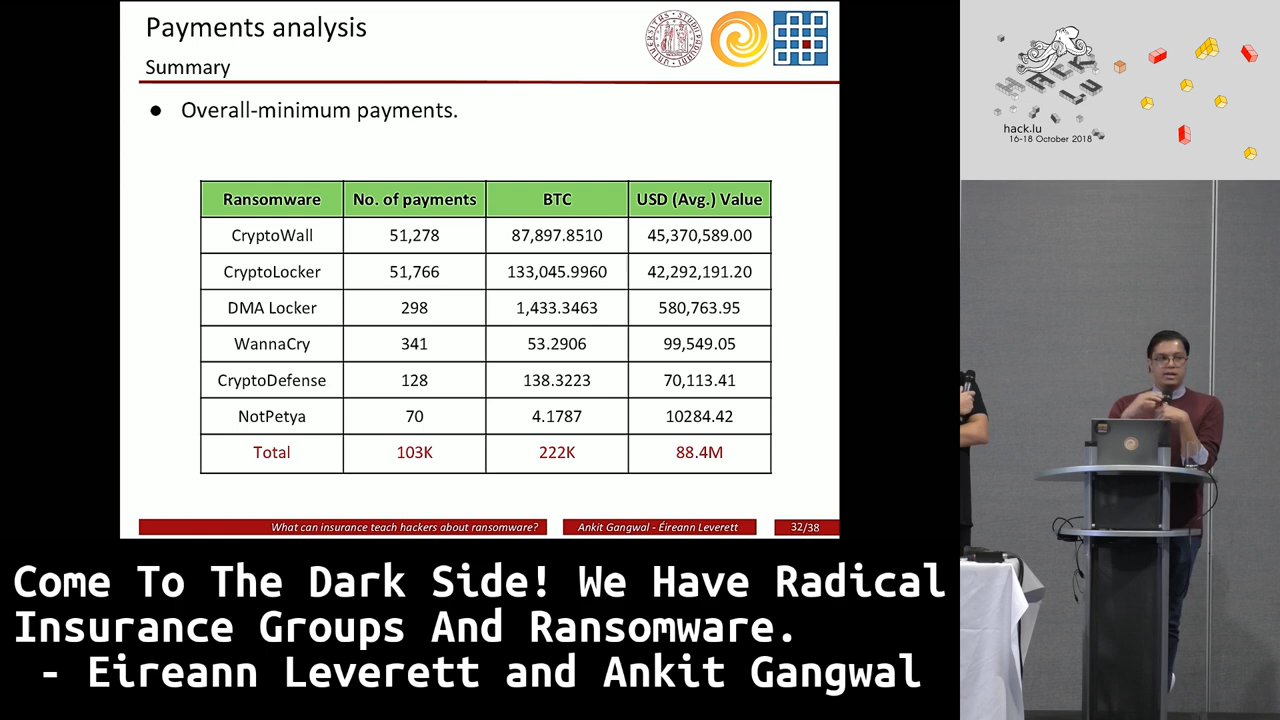 Payments analysis
Summary
● Overall-minimum payments.
Ransomware No. of payments BTC USD (Avg.) Value
CryptoWall 51,278 87,897.8510 45,370,589.00
CryptoLocker 51,766 133,045.9960 42,292,191.20
DMA Locker 298 1,433.3463 580,763.95
WannaCry 341 53.2906 99,549.05
CryptoDefense 128 138.3223 70,113.41
NotPetya 70 4.1787 10284.42
Total 103K 222K 88.4M
What can insurance teach hackers about ransomware? Ankit Gangwal - Éireann Leverett 32/38
hack.lu
16-18 October 2018
Come To The Dark Side! We Have Radical
Insurance Groups And Ransomware.
- Eireann Leverett and Ankit Gangwal